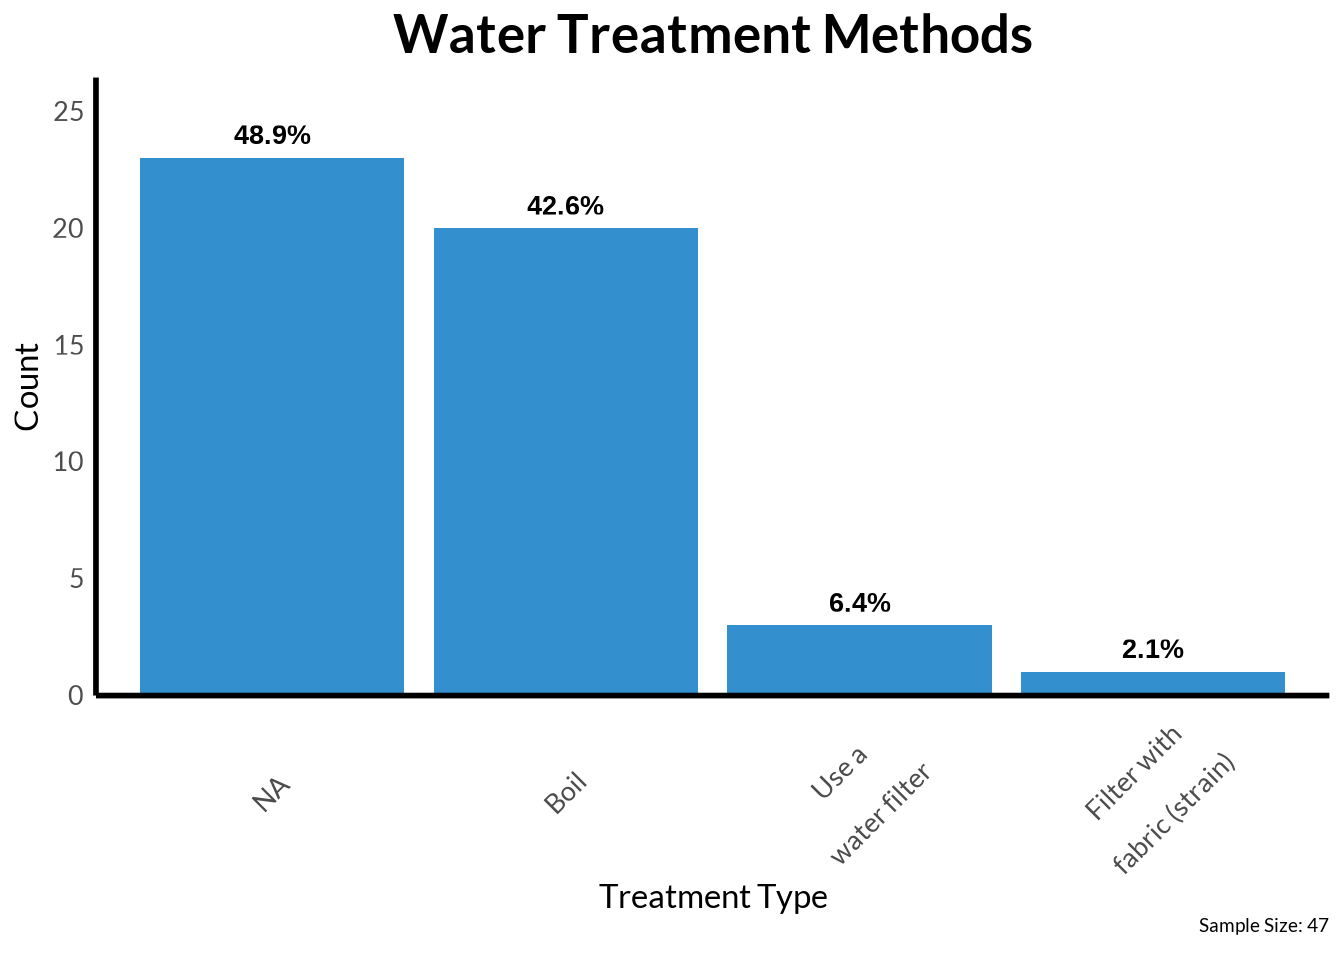 Water Treatment Methods
Count
25
20
15
10
5
0
48.9%
42.6%
6.4%
2.1%
NA
Boil
Use a
water filter
Filter with
fabric (strain)
Treatment Type
Sample Size: 47